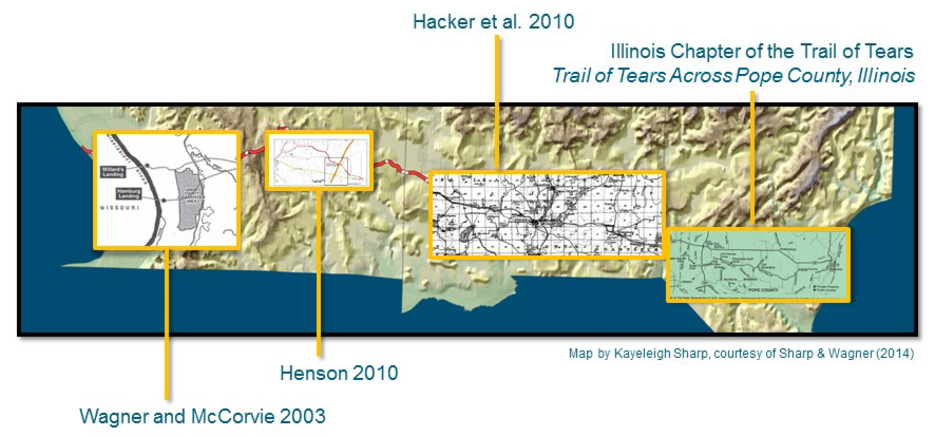 Hacker et al. 2010
Illinois Chapter of the Trail of Tears
Trail of Tears Across Pope County, Illinois
Willard's
Landing
Hamburg
Landing
MISSOURI
POPE COUNTY
Map by Kayeleigh Sharp, courtesy of Sharp & Wagner (2014)
Henson 2010
Wagner and McCorvie 2003